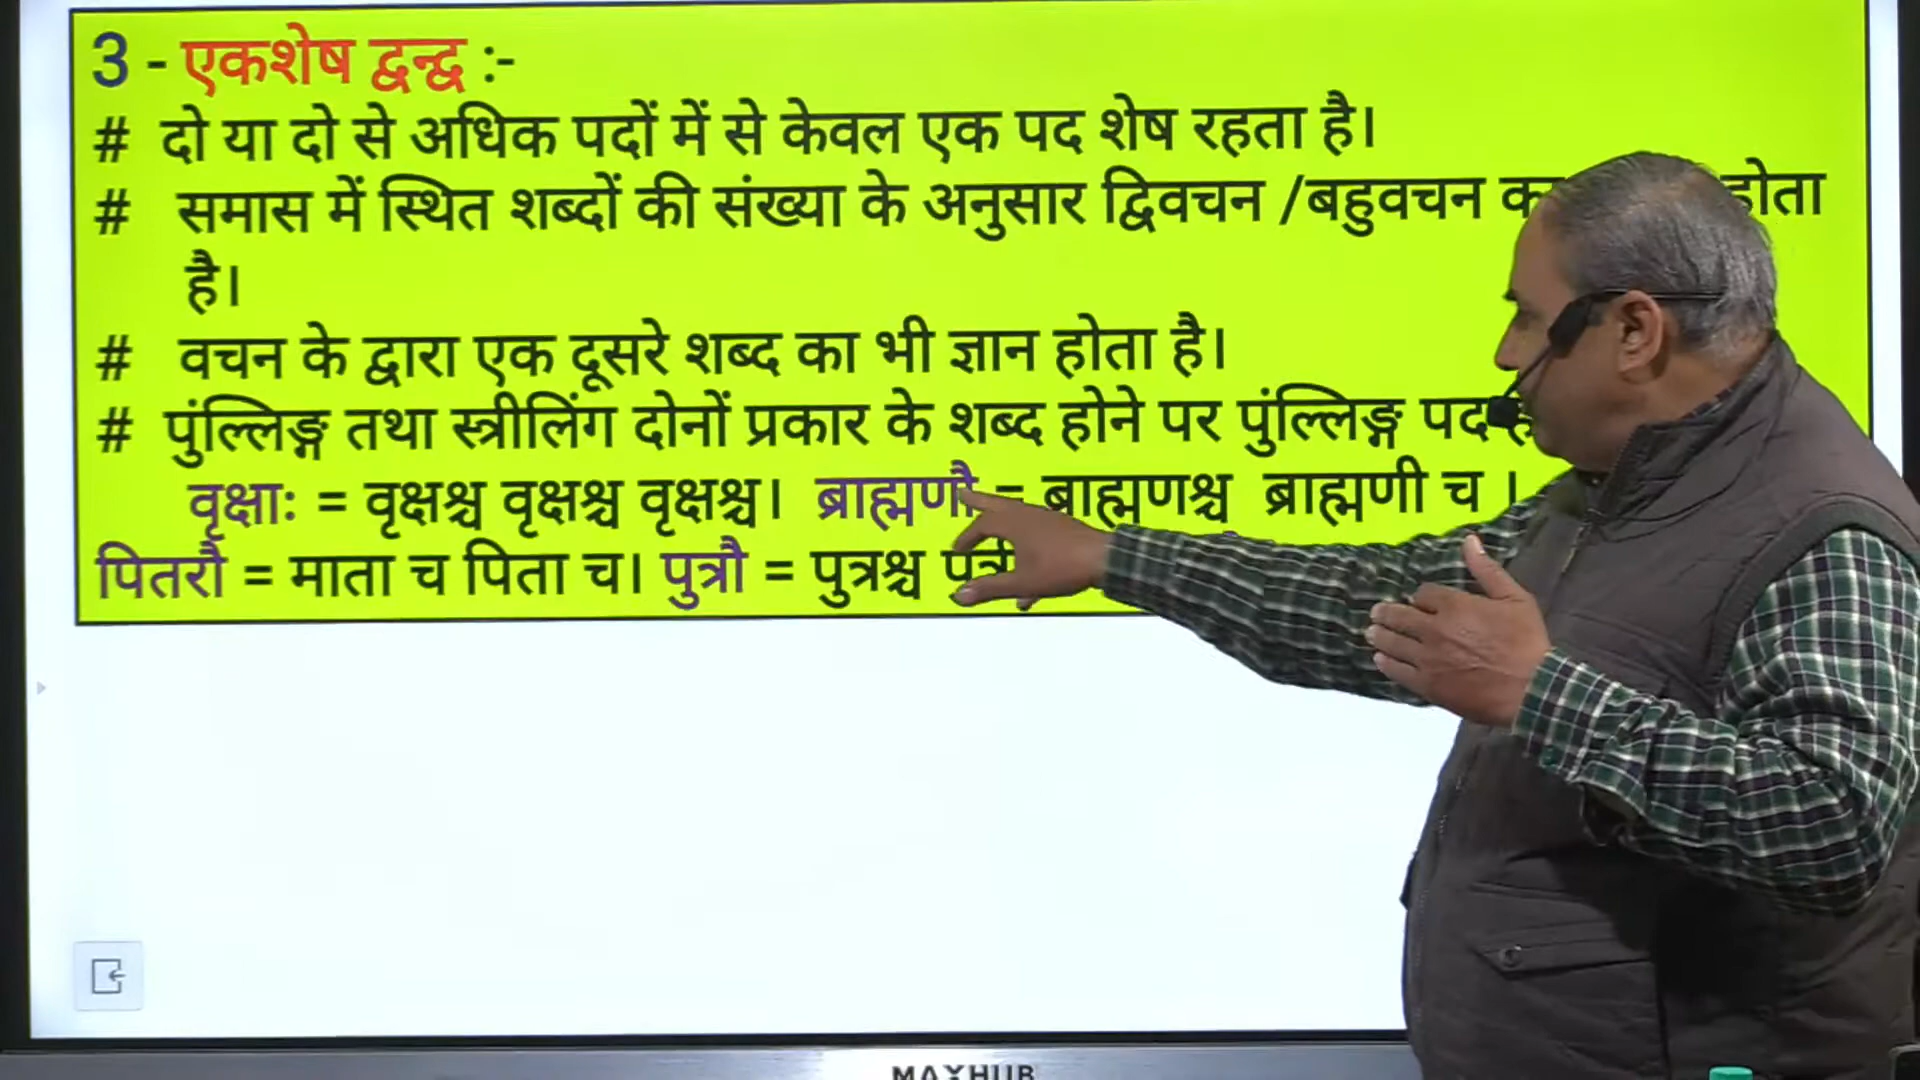 3 - एकशेष द्वन्द्व :-
# दो या दो से अधिक पदों में से केवल एक पद शेष रहता है।
# समास में स्थित शब्दों की संख्या के अनुसार द्विवचन /बहुवचन होता
है।
# वचन के द्वारा एक दूसरे शब्द का भी ज्ञान होता है।
# पुंल्लिङ्ग तथा स्त्रीलिंग दोनों प्रकार के शब्द होने पर पुंल्लिङ्ग पद
वृक्षाः = वृक्षश्च वृक्षश्च वृक्षश्च। ब्राह्मणौ = ब्राह्मणश्च ब्राह्मणी च ।
पितरौ = माता च पिता च। पुत्रौ = पुत्रश्च
MAXHUB